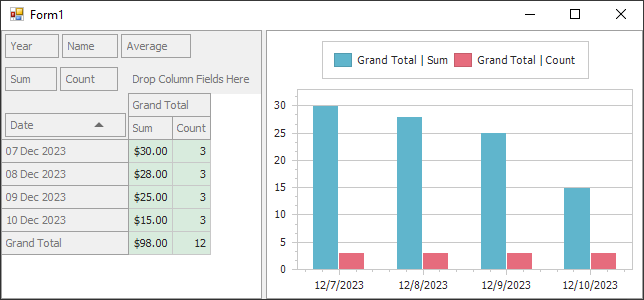 Form1
Year Name Average
Sum Count Drop Column Fields Here
Grand Total
Date Sum Count
07 Dec 2023 $30.00 3
08 Dec 2023 $28.00 3
09 Dec 2023 $25.00 3
10 Dec 2023 $15.00 3
Grand Total $98.00 12
Grand Total | Sum Grand Total | Count
30
25
20
15
10
5
0
12/7/2023 12/8/2023 12/9/2023 12/10/2023